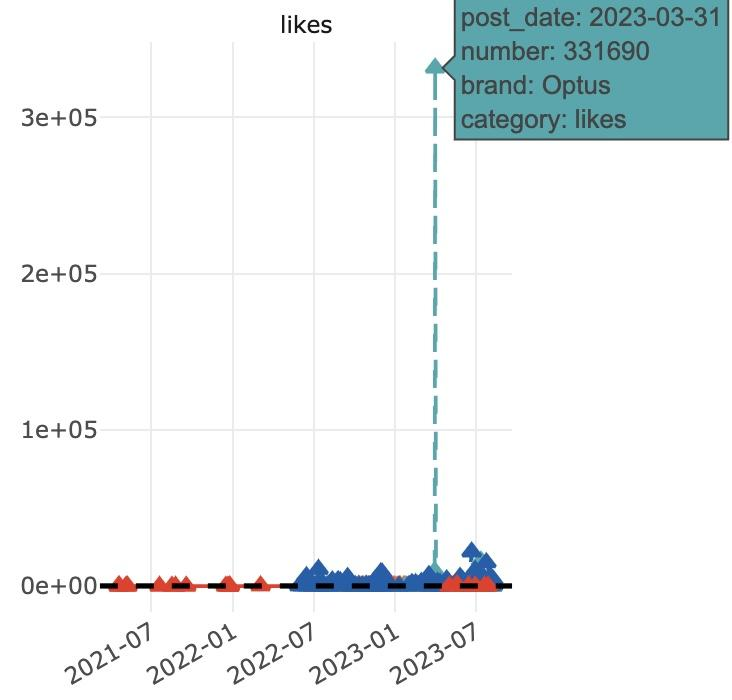 likes
post_date: 2023-03-31
number: 331690
brand: Optus
category: likes
3e+05
2e+05
1e+05
0e+00
2021-07
2022-01
2022-07
2023-01
2023-07